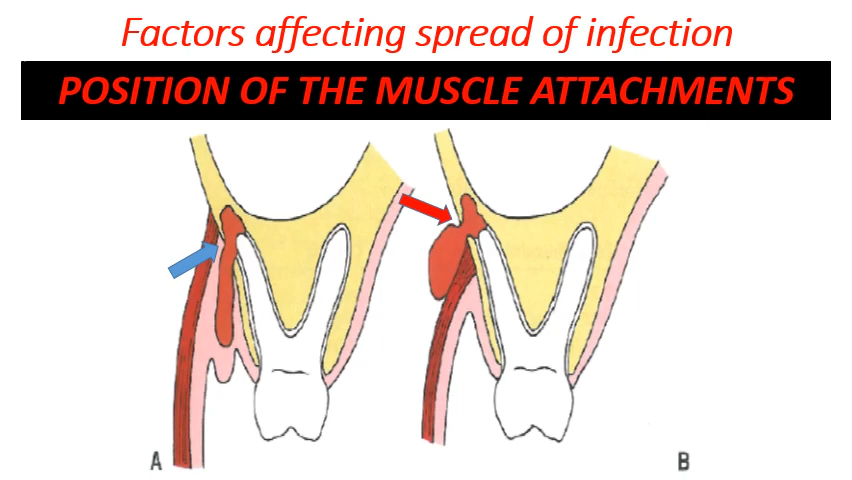 Factors affecting spread of infection
POSITION OF THE MUSCLE ATTACHMENTS
A
B